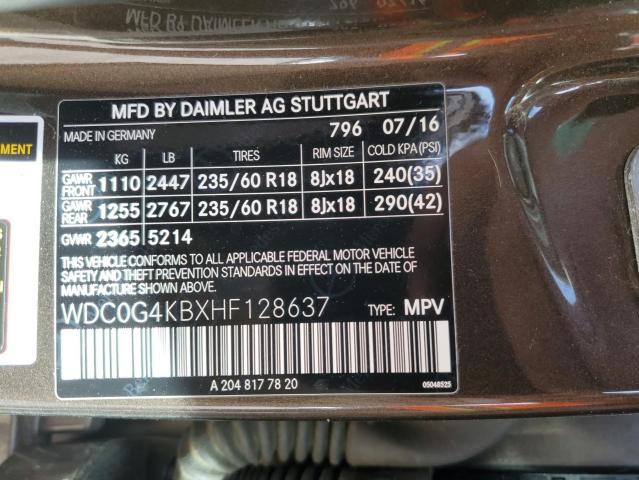 MFD BY DAIMLER AG STUTTGART
MADE IN GERMANY 796 07/16
KG LB TIRES RIM SIZE COLD KPA(PSI)
GAWR FRONT 1110 2447 235/60 R18 8Jx18 240(35)
GAWR REAR 1255 2767 235/60 R18 8Jx18 290(42)
GVWR 2365 5214
THIS VEHICLE CONFORMS TO ALL APPLICABLE FEDERAL MOTOR VEHICLE
SAFETY AND THEFT PREVENTION STANDARDS IN EFFECT ON THE DATE OF
MANUFACTURE SHOWN ABOVE.
WDC0G4KBXHF128637 TYPE: MPV
A 204 817 78 20 05048525